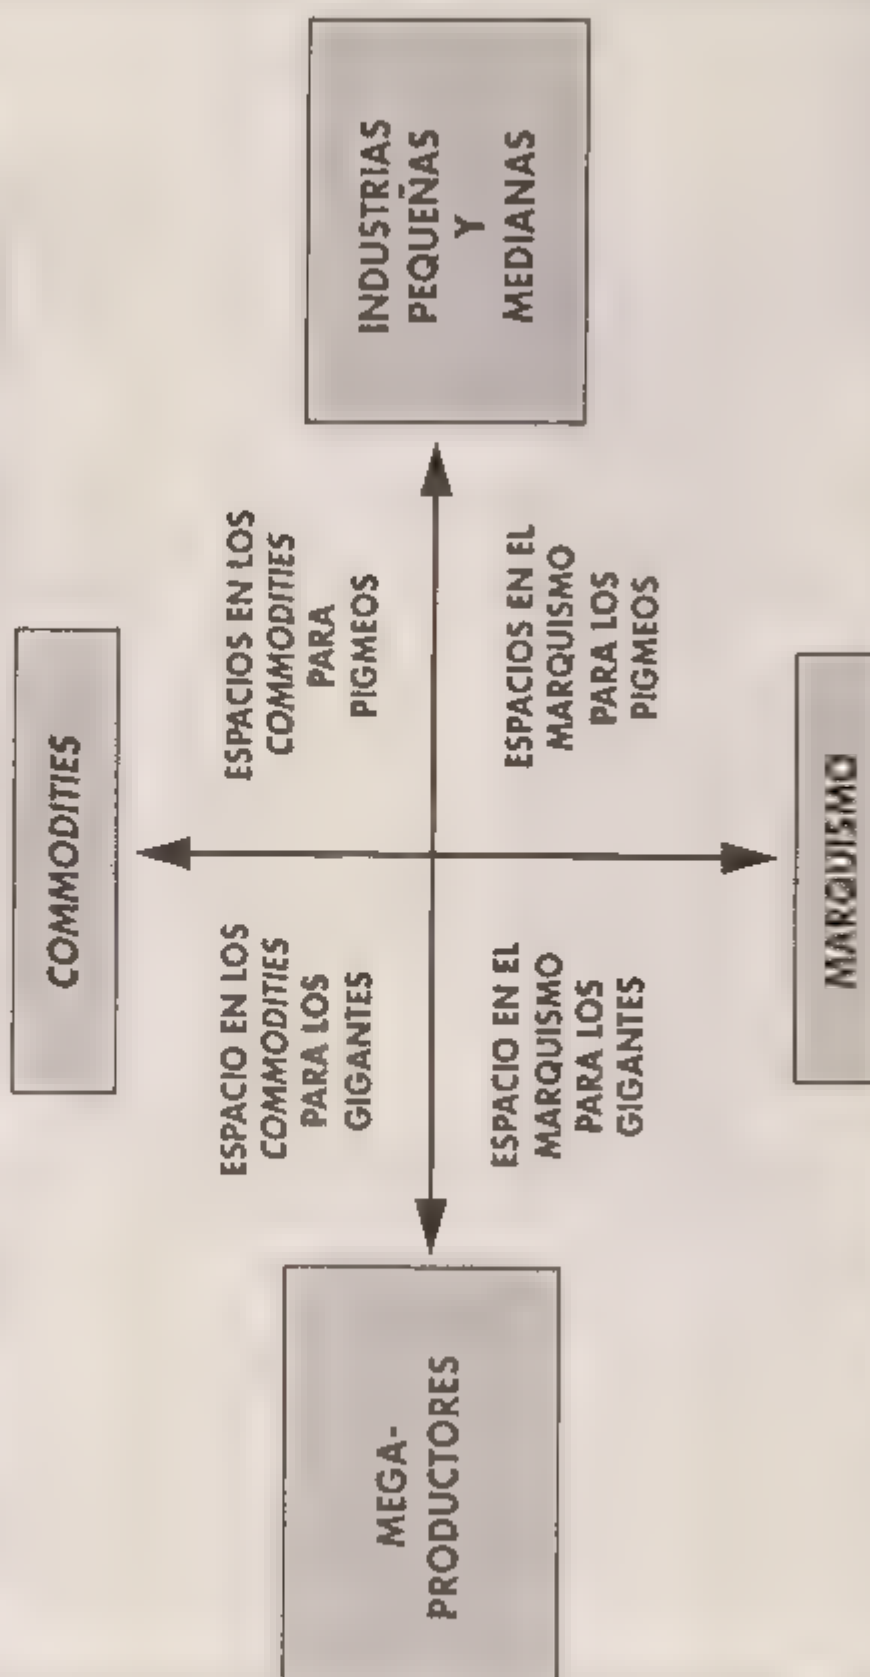 COMMODITIES
ESPACIO EN LOS
COMMODITIES
PARA LOS
GIGANTES
ESPACIOS EN LOS
COMMODITIES
PARA
PIGMEOS
MEGA-
PRODUCTORES
INDUSTRIAS
PEQUEÑAS
Y
MEDIANAS
ESPACIO EN EL
MARQUISMO
PARA LOS
GIGANTES
ESPACIOS EN EL
MARQUISMO
PARA LOS
PIGMEOS
MARQUISMO